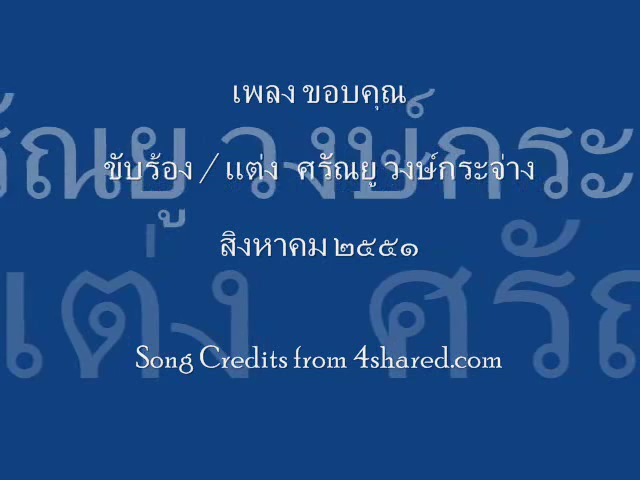 เพลง ขอบคุณ
ขับร้อง / แต่ง ศรัณยู วงษ์กระจ่าง
สิงหาคม ๒๕๕๑
Song Credits from 4shared.com